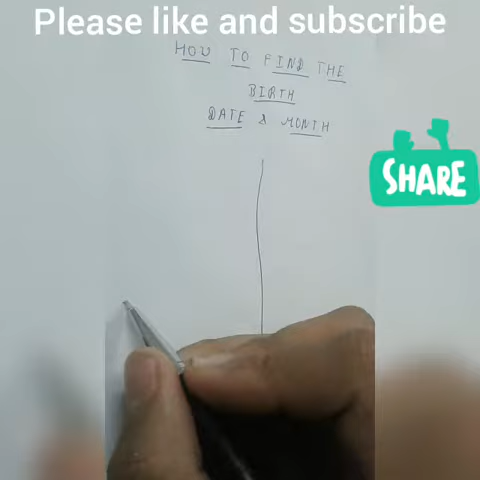 Please like and subscribe
HOW TO FIND THE
BIRTH
DATE & MONTH
SHARE